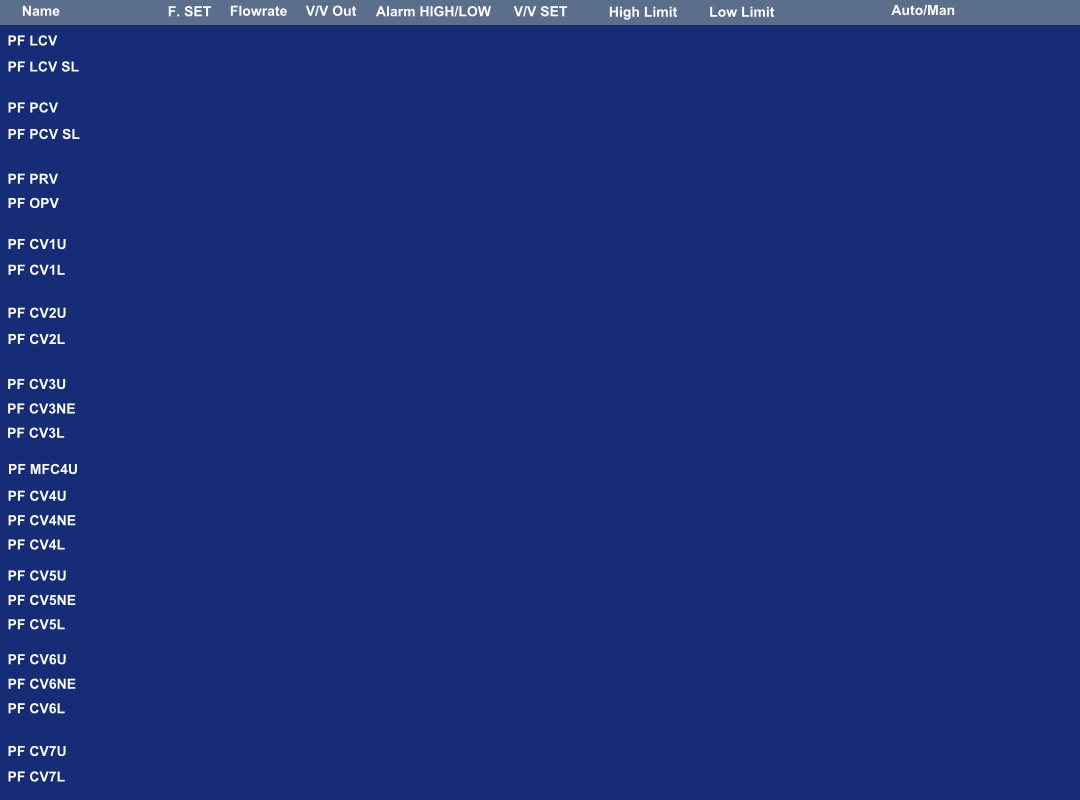 Name F. SET Flowrate V/V Out Alarm HIGH/LOW V/V SET High Limit Low Limit Auto/Man
PF LCV
PF LCV SL
PF PCV
PF PCV SL
PF PRV
PF OPV
PF CV1U
PF CV1L
PF CV2U
PF CV2L
PF CV3U
PF CV3NE
PF CV3L
PF MFC4U
PF CV4U
PF CV4NE
PF CV4L
PF CV5U
PF CV5NE
PF CV5L
PF CV6U
PF CV6NE
PF CV6L
PF CV7U
PF CV7L